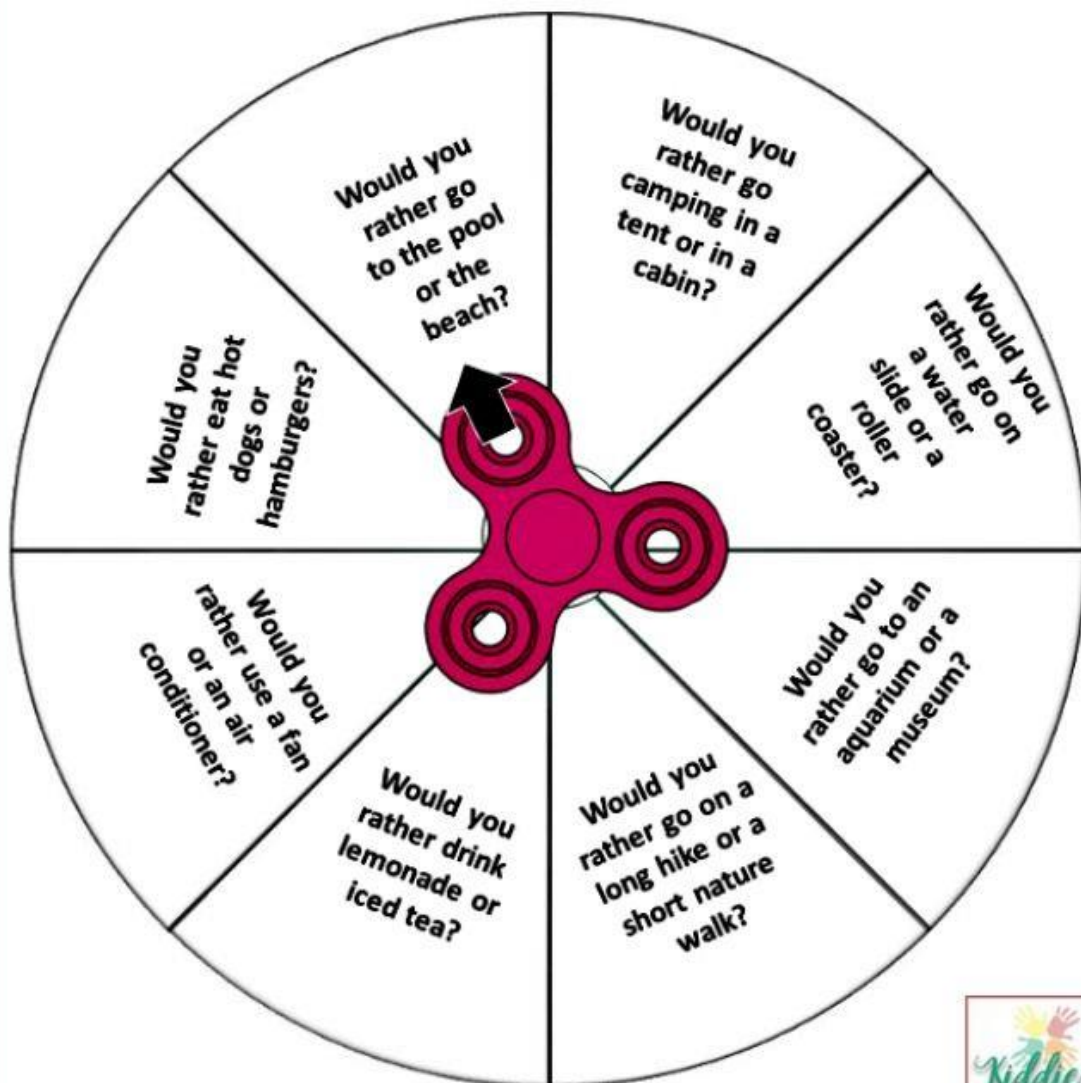 Would you
rather go
to the pool
or the
beach?
Would you
rather go
camping in a
tent or in a
cabin?
Would you
rather go on
a water
slide or a
roller
coaster?
Would you
rather go to an
aquarium or a
museum?
Would you
rather go on a
long hike or a
short nature
walk?
Would you
rather drink
lemonade or
iced tea?
Would you
rather use a fan
or an air
conditioner?
Would you
rather eat hot
dogs or
hamburgers?
Kiddie